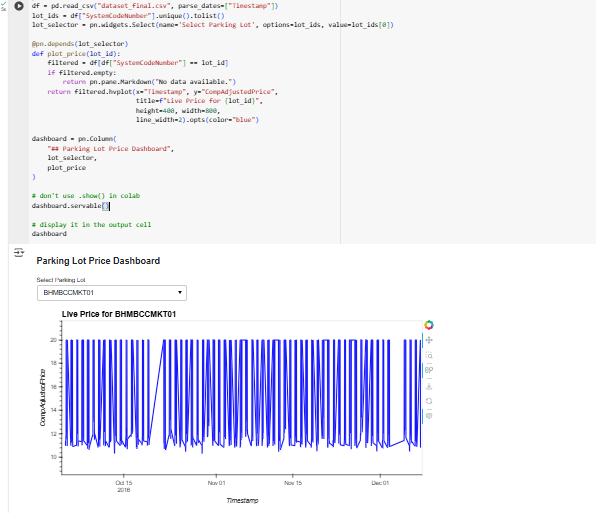 df = pd.read_csv("dataset_final.csv", parse_dates=["Timestamp"])
lot_ids = df["SystemCodeNumber"].unique().tolist()
lot_selector = pn.widgets.Select(name='Select Parking Lot', options=lot_ids, value=lot_ids[0])
@pn.depends(lot_selector)
def plot_price(lot_id):
filtered = df[df["SystemCodeNumber"] == lot_id]
if filtered.empty:
return pn.pane.Markdown("No data available.")
return filtered.hvplot(x="Timestamp", y="CompAdjustedPrice",
title=f"Live Price for {lot_id}",
height=400, width=800,
line_width=2).opts(color="blue")
dashboard = pn.Column(
"## Parking Lot Price Dashboard",
lot_selector,
plot_price
)
# don't use .show() in colab
dashboard.servable()
# display it in the output cell
dashboard
Parking Lot Price Dashboard
Select Parking Lot
BHMBCCMKT01
Live Price for BHMBCCMKT01
CompAdjustedPrice
20
18
16
14
12
10
Oct 15
2016
Nov 01
Nov 15
Dec 01
Timestamp